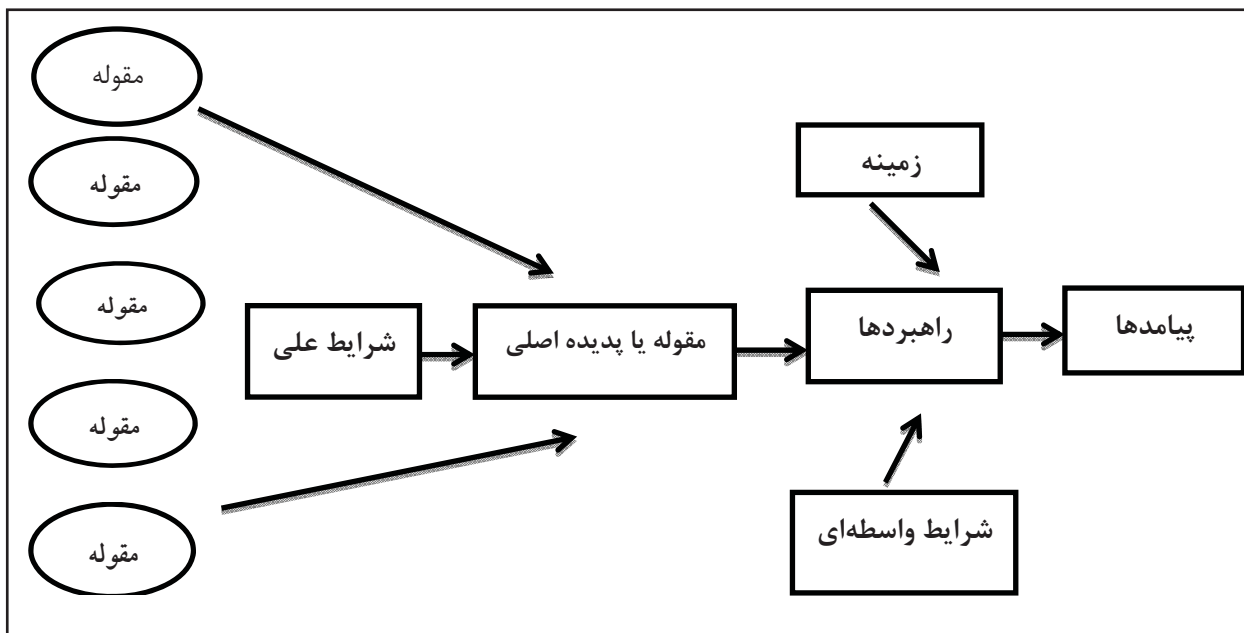 مقوله
مقوله
مقوله
مقوله
مقوله
شرایط علی
مقوله یا پدیده اصلی
زمینه
راهبردها
شرایط واسطه‌ای
پیامدها